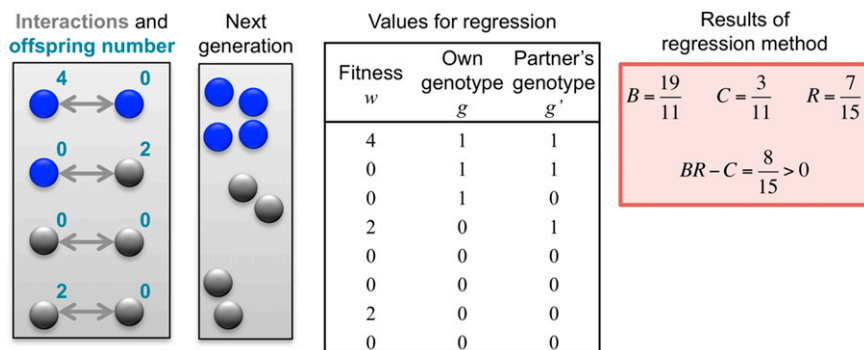 Interactions and
offspring number
4 0
0 2
0 0
2 0
Next
generation
Values for regression
Fitness
w
Own
genotype
g
Partner's
genotype
g'
4 1 1
0 1 1
0 1 0
2 0 1
0 0 0
0 0 0
2 0 0
0 0 0
Results of
regression method
B = 19/11 C = 3/11 R = 7/15
BR − C = 8/15 > 0